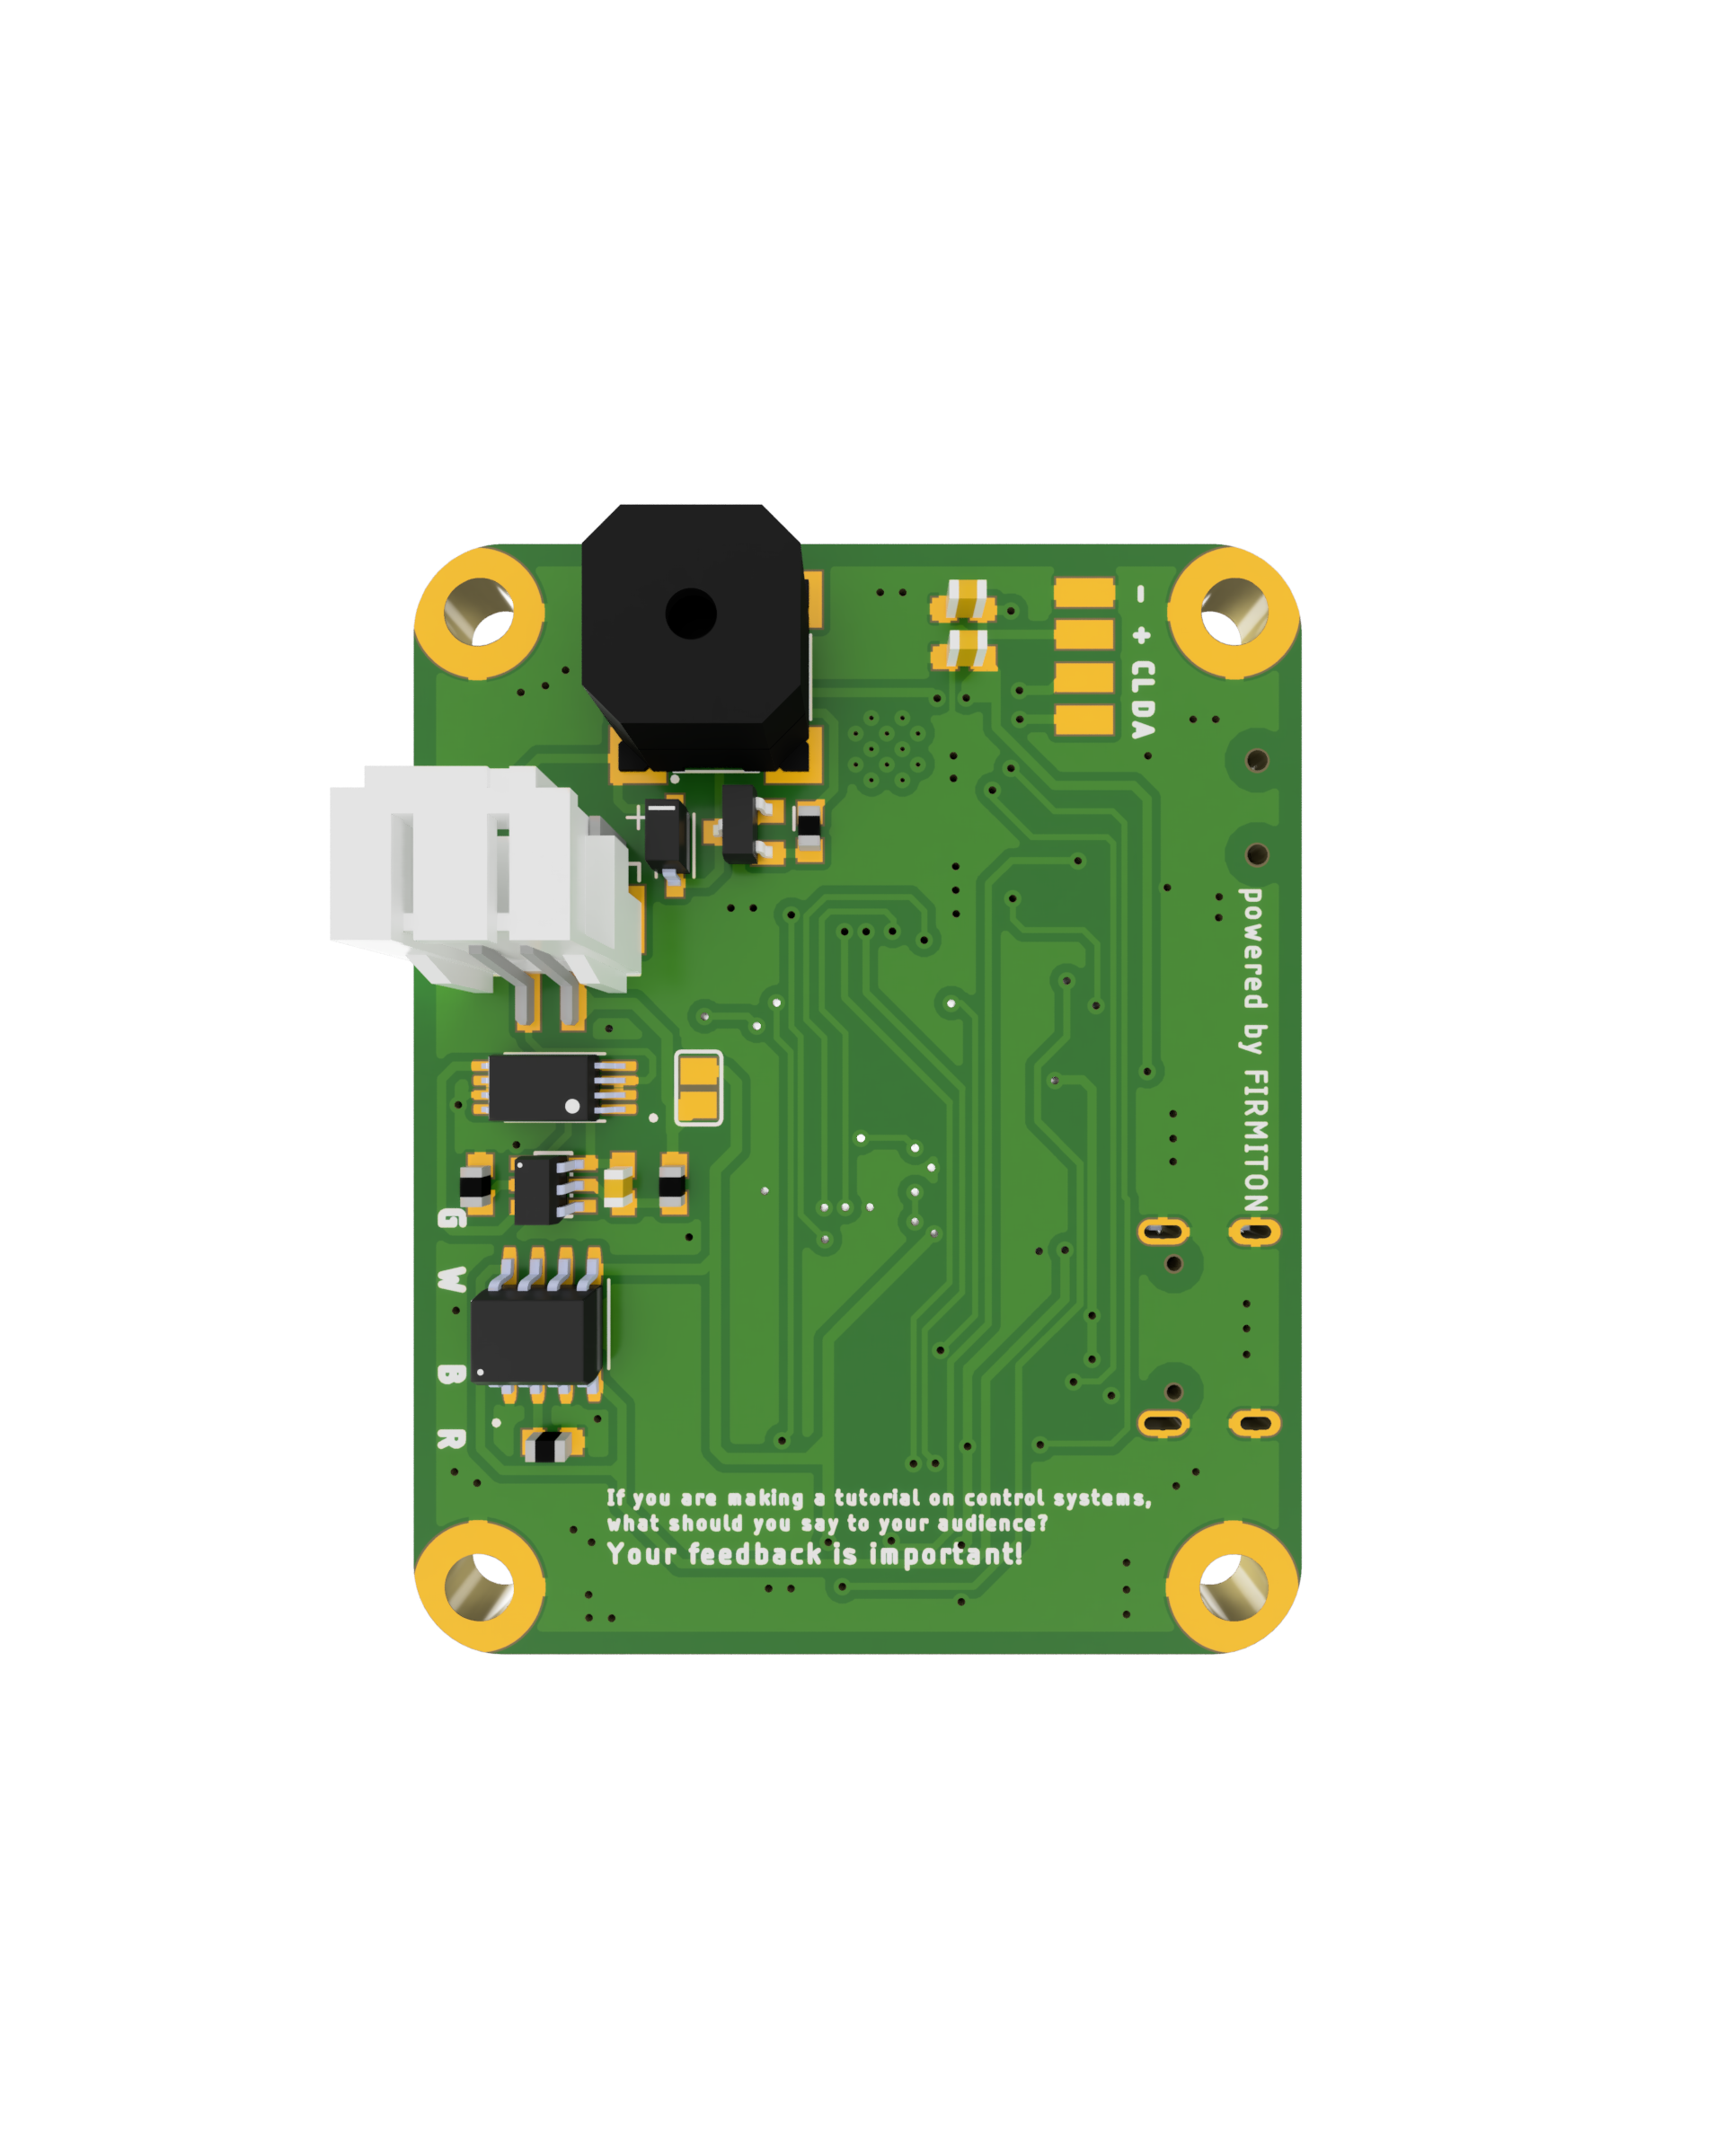 - + CL DA
+
-
powered by FIRMITON
G
W
B
R
If you are making a tutorial on control systems,
what should you say to your audience?
Your feedback is important!